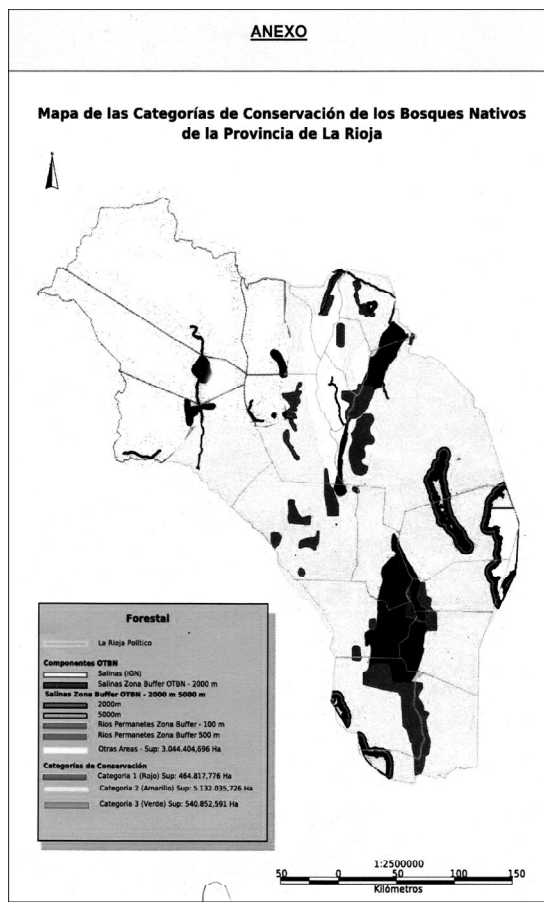 ANEXO
Mapa de las Categorías de Conservación de los Bosques Nativos
de la Provincia de La Rioja
Forestal
La Rioja Político
Componentes OTBN
Salinas (IGN)
Salinas Zona Buffer OTBN - 2000 m
Salinas Zona Buffer OTBN - 2000 m 5000 m
2000m
5000m
Rios Permanetes Zona Buffer - 100 m
Rios Permanetes Zona Buffer 500 m
Otras Areas - Sup: 3.044.404,696 Ha
Categorías de Conservación
Categoria 1 (Rojo) Sup: 464.817,776 Ha
Categoria 2 (Amarillo) Sup: 5.132.035,726 Ha
Categoria 3 (Verde) Sup: 540.852,591 Ha
1:2500000
50 0 50 100 150
Kilómetros